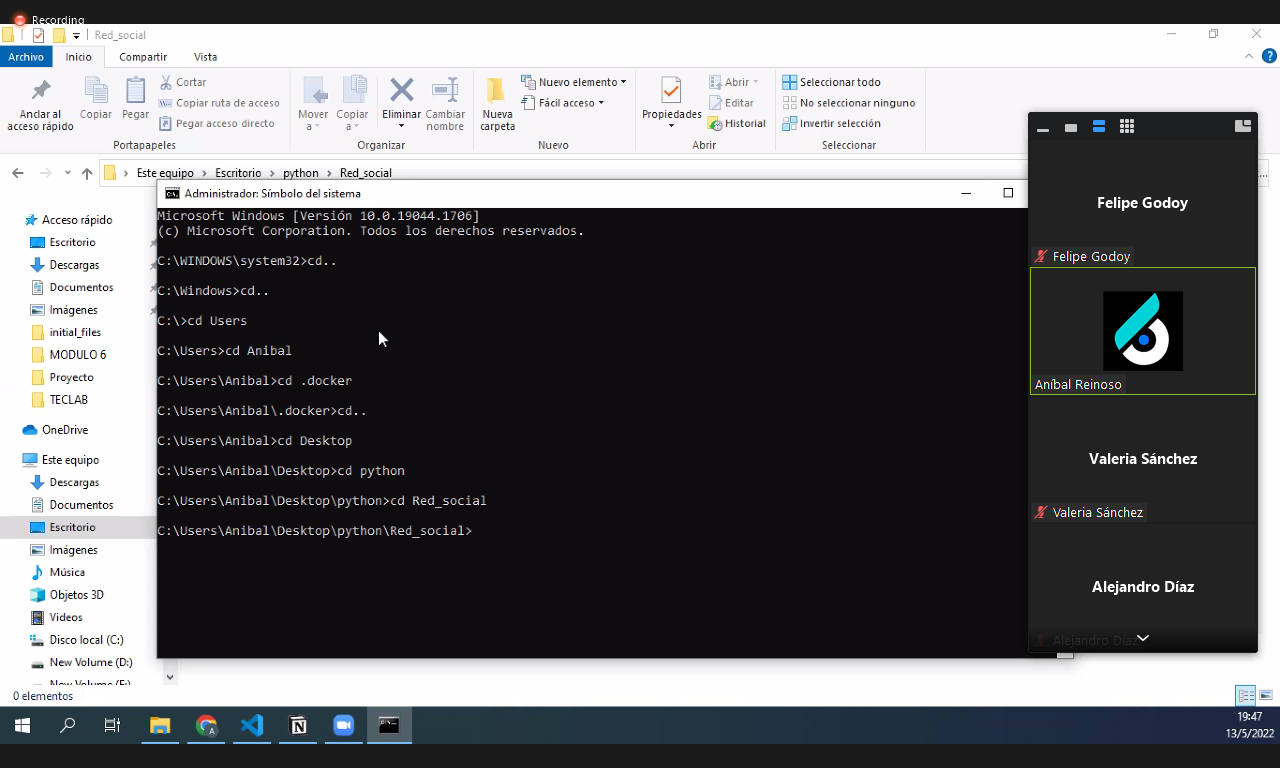 Recording
Red_social
Archivo
Inicio
Compartir
Vista
Anclar al
acceso rápido
Copiar
Pegar
Cortar
Copiar ruta de acceso
Pegar acceso directo
Portapapeles
Mover
a
Copiar
a
Eliminar
Cambiar
nombre
Organizar
Nueva
carpeta
Nuevo elemento
Fácil acceso
Nuevo
Propiedades
Abrir
Editar
Historial
Abrir
Seleccionar todo
No seleccionar ninguno
Invertir selección
Seleccionar
Este equipo > Escritorio > python > Red_social
Acceso rápido
Escritorio
Descargas
Documentos
Imágenes
initial_files
MODULO 6
Proyecto
TECLAB
OneDrive
Este equipo
Descargas
Documentos
Escritorio
Imágenes
Música
Objetos 3D
Videos
Disco local (C:)
New Volume (D:)
New Volume (E:)
0 elementos
Administrador: Símbolo del sistema
Microsoft Windows [Versión 10.0.19044.1706]
(c) Microsoft Corporation. Todos los derechos reservados.
C:\WINDOWS\system32>cd..
C:\Windows>cd..
C:\>cd Users
C:\Users>cd Anibal
C:\Users\Anibal>cd .docker
C:\Users\Anibal\.docker>cd..
C:\Users\Anibal>cd Desktop
C:\Users\Anibal\Desktop>cd python
C:\Users\Anibal\Desktop\python>cd Red_social
C:\Users\Anibal\Desktop\python\Red_social>
Felipe Godoy
Felipe Godoy
Aníbal Reinoso
Valeria Sánchez
Valeria Sánchez
Alejandro Díaz
Alejandro Díaz
19:47
13/5/2022